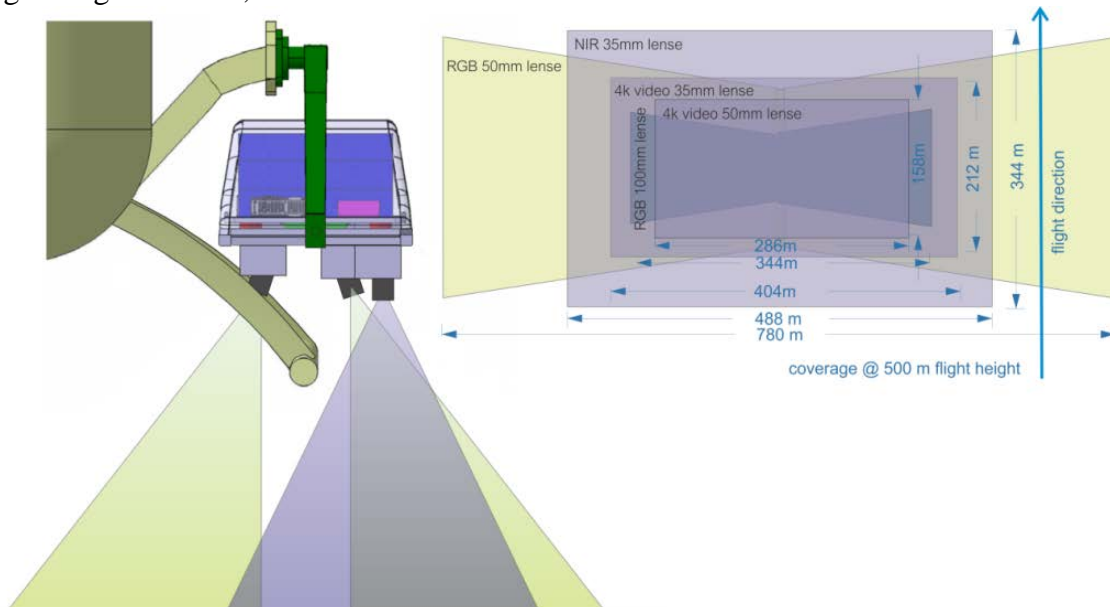 NIR 35mm lense
RGB 50mm lense
4k video 35mm lense
4k video 50mm lense
RGB 100mm lense
158m
212 m
344 m
flight direction
286m
344m
404m
488 m
780 m
coverage @ 500 m flight height